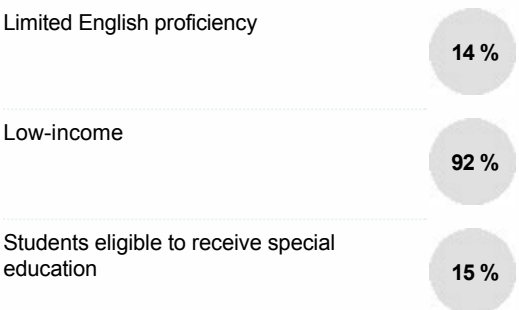 Limited English proficiency
14 %
Low-income
92 %
Students eligible to receive special
education
15 %